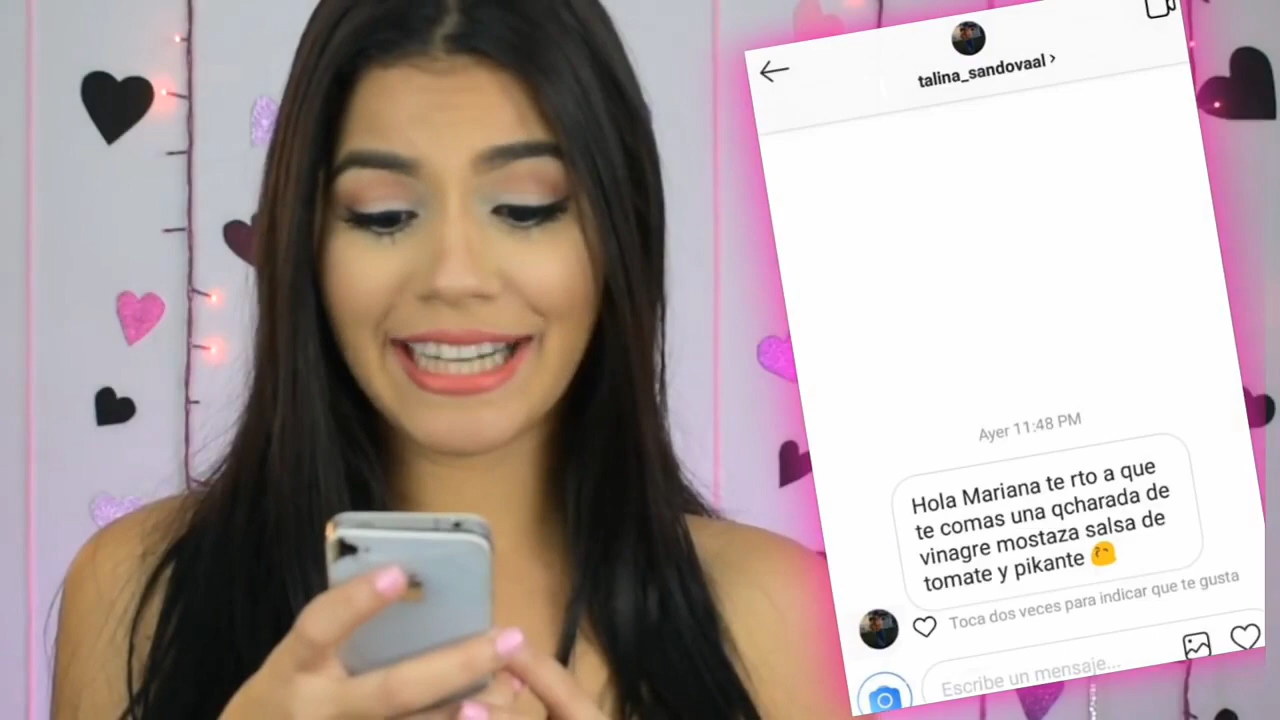 talina_sandovaal
Ayer 11:48 PM
Hola Mariana te rto a que
te comas una qcharada de
vinagre mostaza salsa de
tomate y pikante
Toca dos veces para indicar que te gusta
Escribe un mensaje...